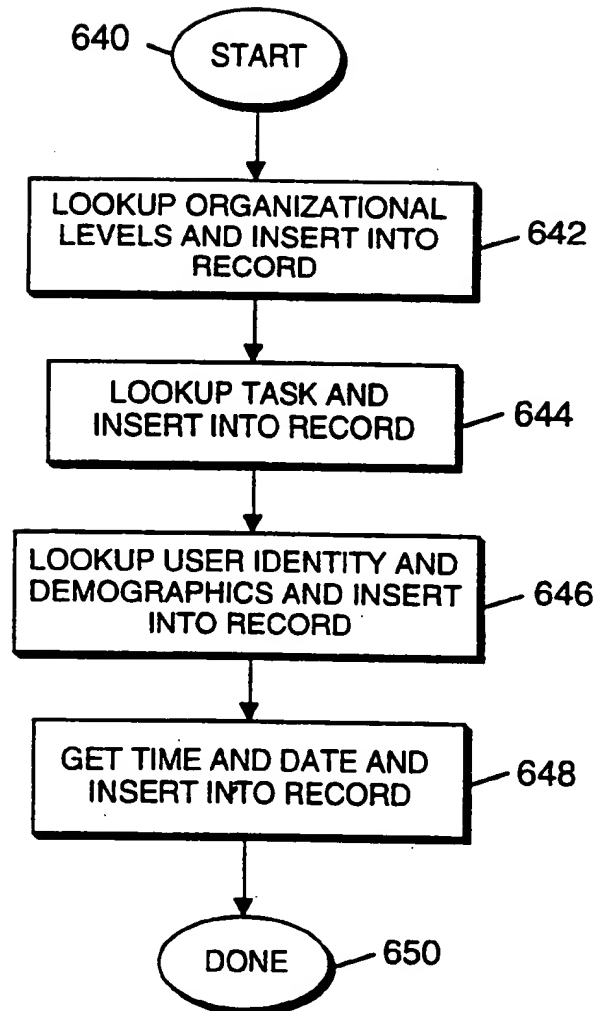 640
START
LOOKUP ORGANIZATIONAL
LEVELS AND INSERT INTO
RECORD
642
LOOKUP TASK AND
INSERT INTO RECORD
644
LOOKUP USER IDENTITY AND
DEMOGRAPHICS AND INSERT
INTO RECORD
646
GET TIME AND DATE AND
INSERT INTO RECORD
648
DONE
650